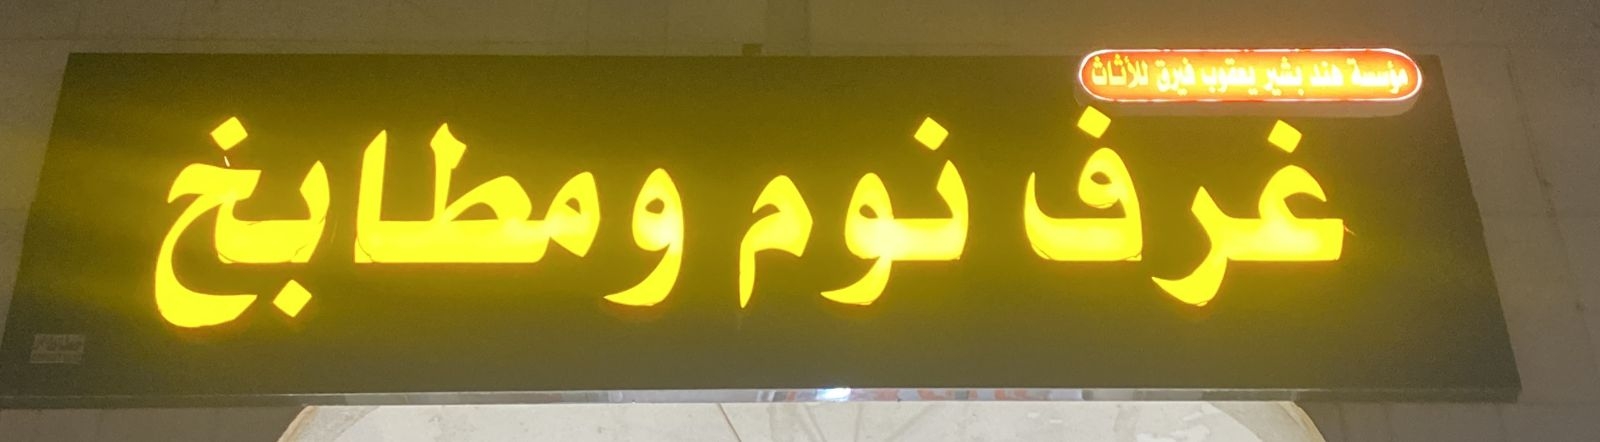 مؤسسة هند بشير يعقوب فيرق للأثاث
غرف نوم ومطابخ